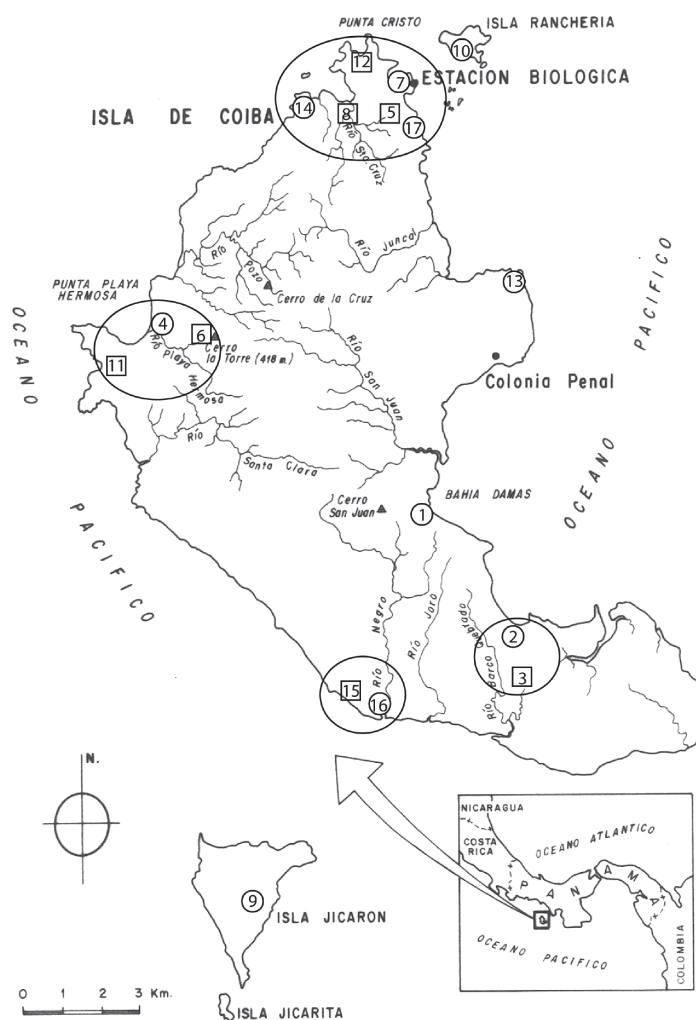 PUNTA CRISTO
ISLA RANCHERIA
10
12
7
ESTACION BIOLOGICA
ISLA DE COIBA
14
8
5
17
Río Sta. Cruz
Río Juncal
Río Pozo
Cerro de la Cruz
13
PUNTA PLAYA
HERMOSA
4
6
Cerro
la Torre (418 m.)
11
Río Playa Hermosa
OCEANO
PACIFICO
Río San Juan
Colonia Penal
Río Santa Clara
OCEANO
PACIFICO
Cerro
San Juan
BAHIA DAMAS
1
Río Negro
Río Joro
Río Barco Quebrado
2
3
15
16
N.
9
ISLA JICARON
ISLA JICARITA
0 1 2 3 Km.
NICARAGUA
COSTA
RICA
OCEANO ATLANTICO
PANAMA
OCEANO PACIFICO
COLOMBIA